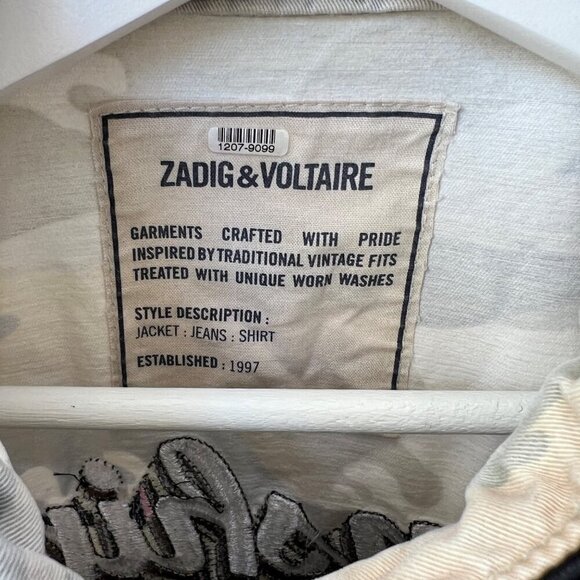 1207-9099
ZADIG&VOLTAIRE
GARMENTS CRAFTED WITH PRIDE
INSPIRED BY TRADITIONAL VINTAGE FITS
TREATED WITH UNIQUE WORN WASHES
STYLE DESCRIPTION :
JACKET : JEANS : SHIRT
ESTABLISHED : 1997